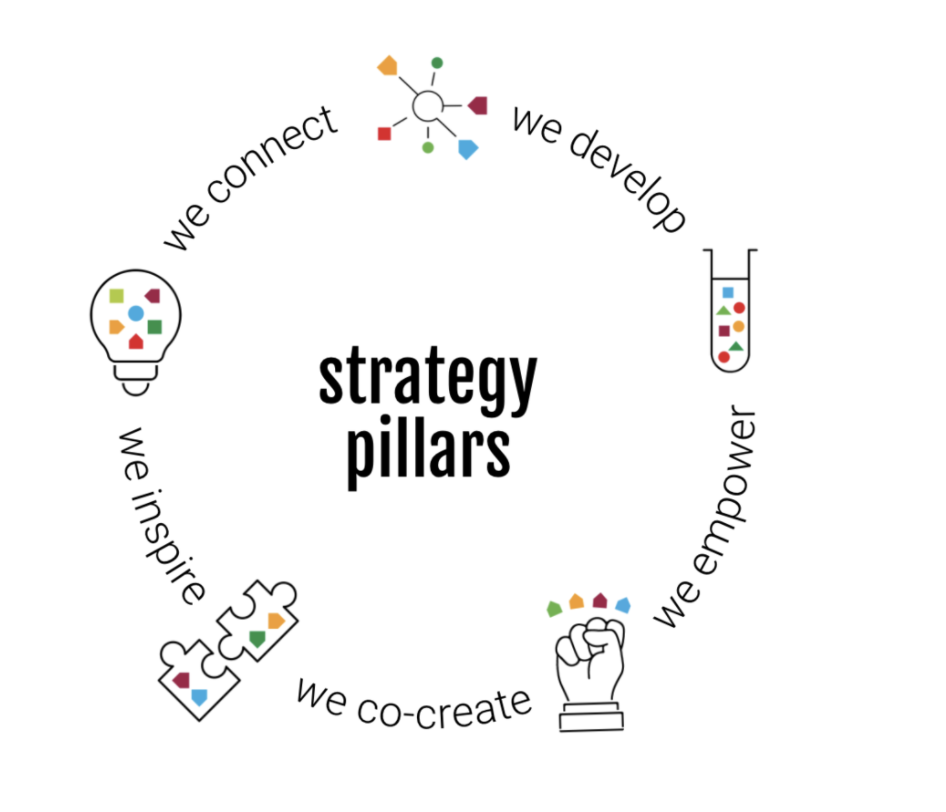 we connect
we develop
strategy
pillars
we empower
we inspire
we co-create